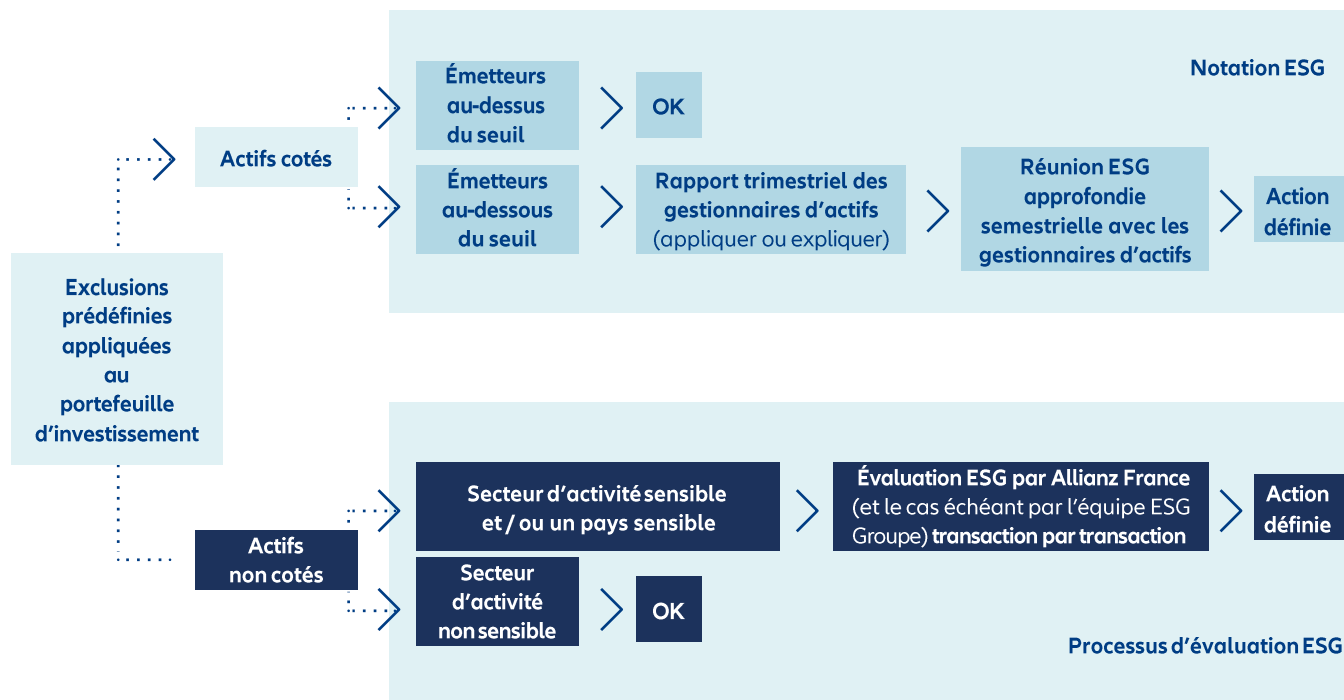 Exclusions
prédéfinies
appliquées
au
portefeuille
d'investissement
Actifs cotés
Notation ESG
Émetteurs
au-dessus
du seuil
OK
Émetteurs
au-dessous
du seuil
Rapport trimestriel des
gestionnaires d'actifs
(appliquer ou expliquer)
Réunion ESG
approfondie
semestrielle avec les
gestionnaires d'actifs
Action
définie
Actifs
non cotés
Secteur d'activité sensible
et / ou un pays sensible
Évaluation ESG par Allianz France
(et le cas échéant par l'équipe ESG
Groupe) transaction par transaction
Action
définie
Secteur
d'activité
non sensible
OK
Processus d'évaluation ESG